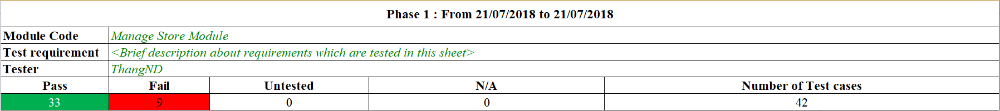 Phase 1 : From 21/07/2018 to 21/07/2018
Module Code Manage Store Module
Test requirement <Brief description about requirements which are tested in this sheet>
Tester ThangND
Pass Fail Untested N/A Number of Test cases
33 9 0 0 42